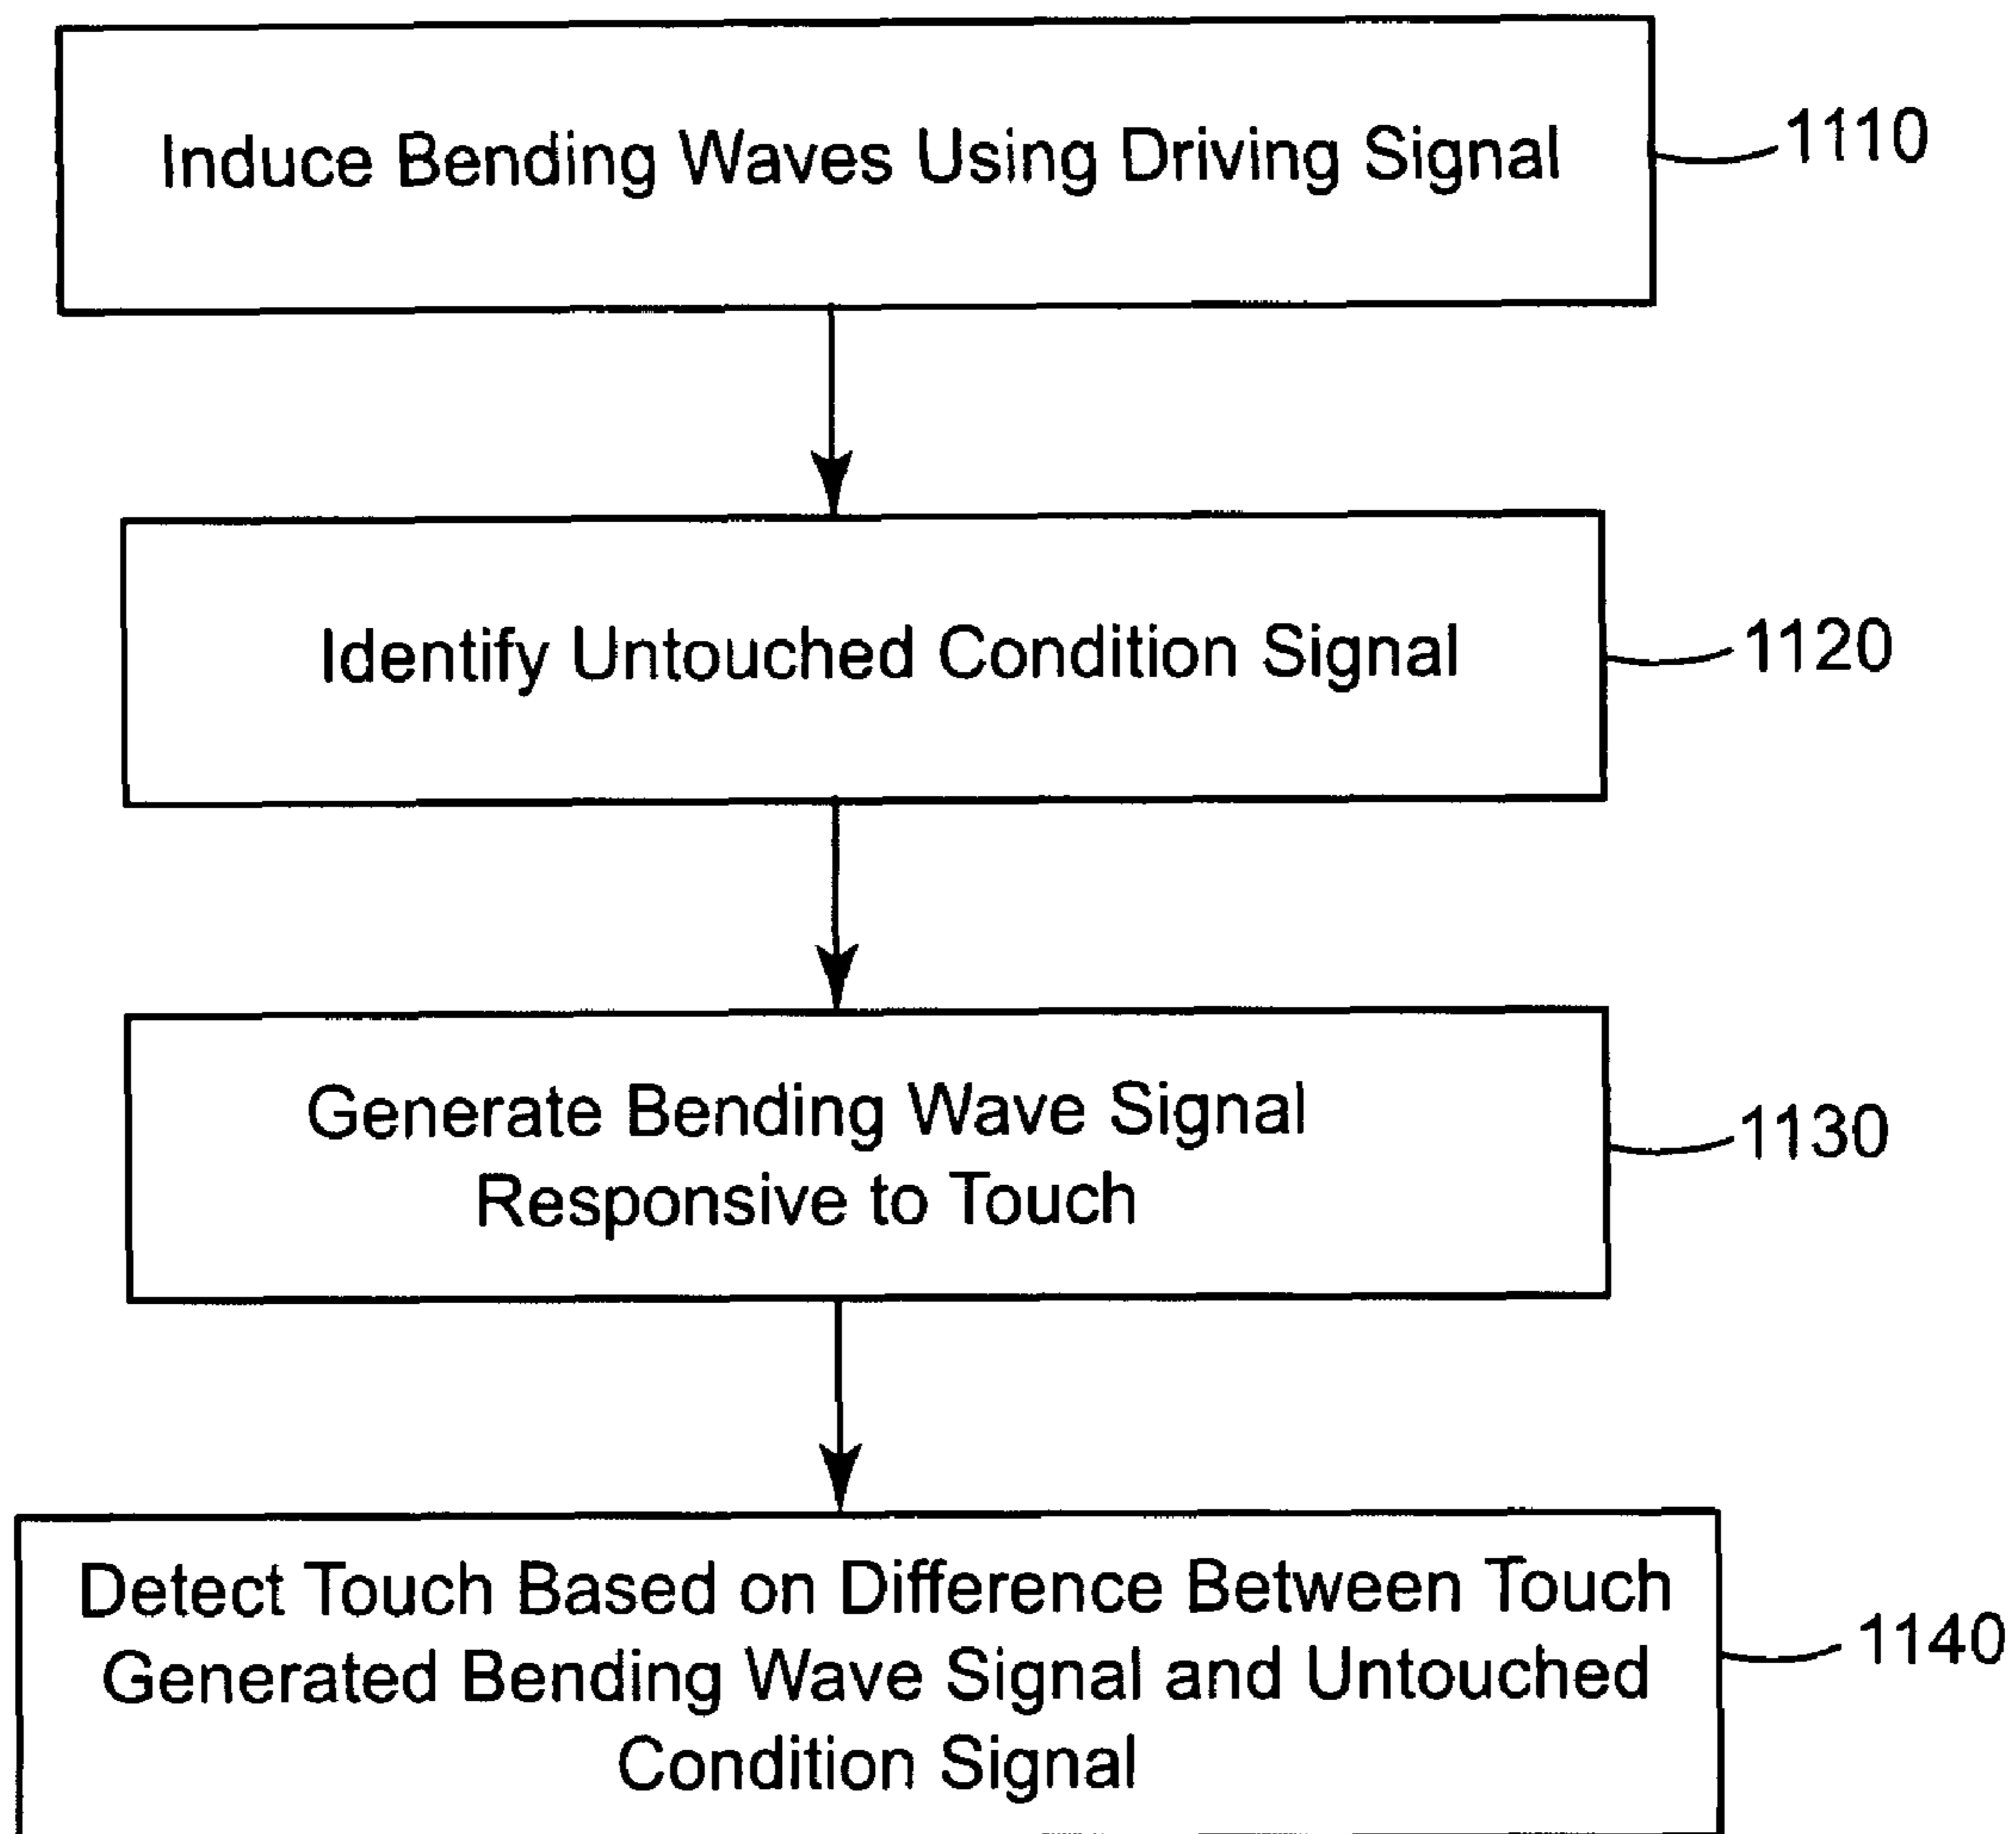 Induce Bending Waves Using Driving Signal
1110
Identify Untouched Condition Signal
1120
Generate Bending Wave Signal
Responsive to Touch
1130
Detect Touch Based on Difference Between Touch
Generated Bending Wave Signal and Untouched
Condition Signal
1140